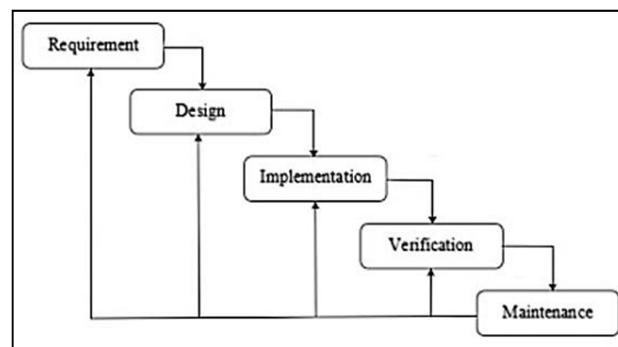 Requirement
Design
Implementation
Verification
Maintenance